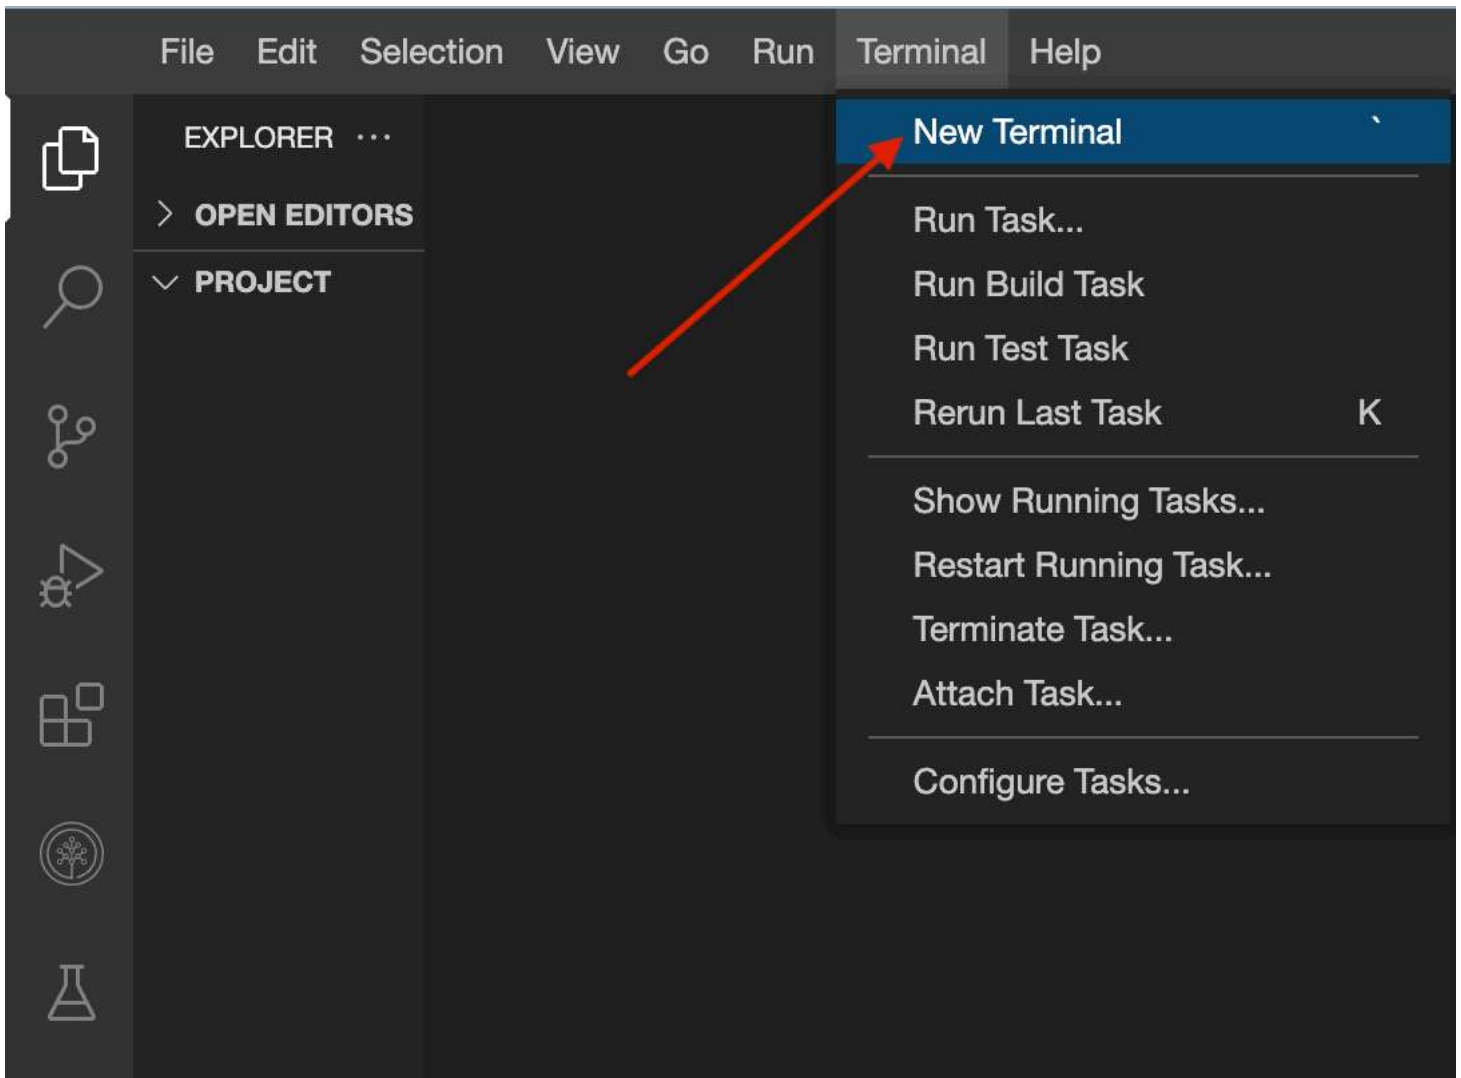 File Edit Selection View Go Run Terminal Help
EXPLORER ···
OPEN EDITORS
PROJECT
New Terminal `
Run Task...
Run Build Task
Run Test Task
Rerun Last Task K
Show Running Tasks...
Restart Running Task...
Terminate Task...
Attach Task...
Configure Tasks...